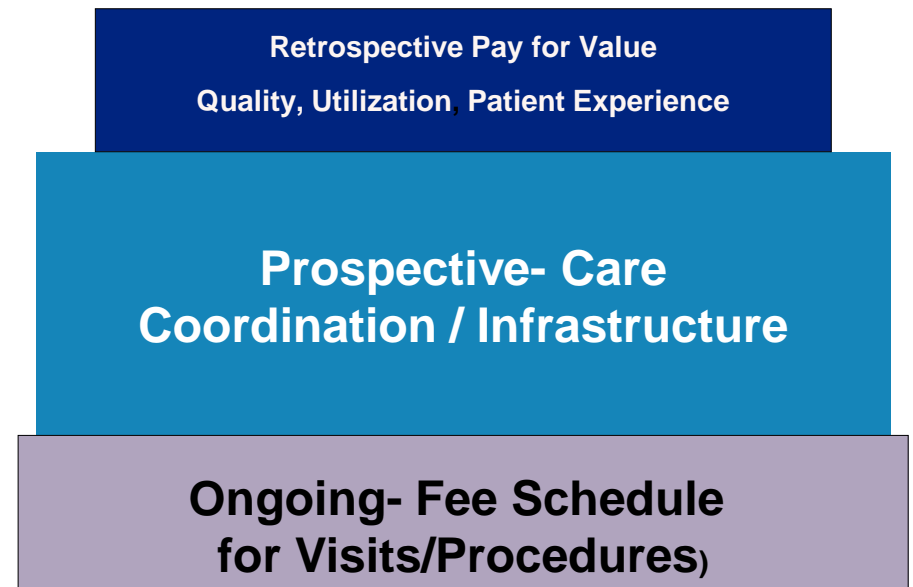 Retrospective Pay for Value
Quality, Utilization, Patient Experience
Prospective- Care
Coordination / Infrastructure
Ongoing- Fee Schedule
for Visits/Procedures)